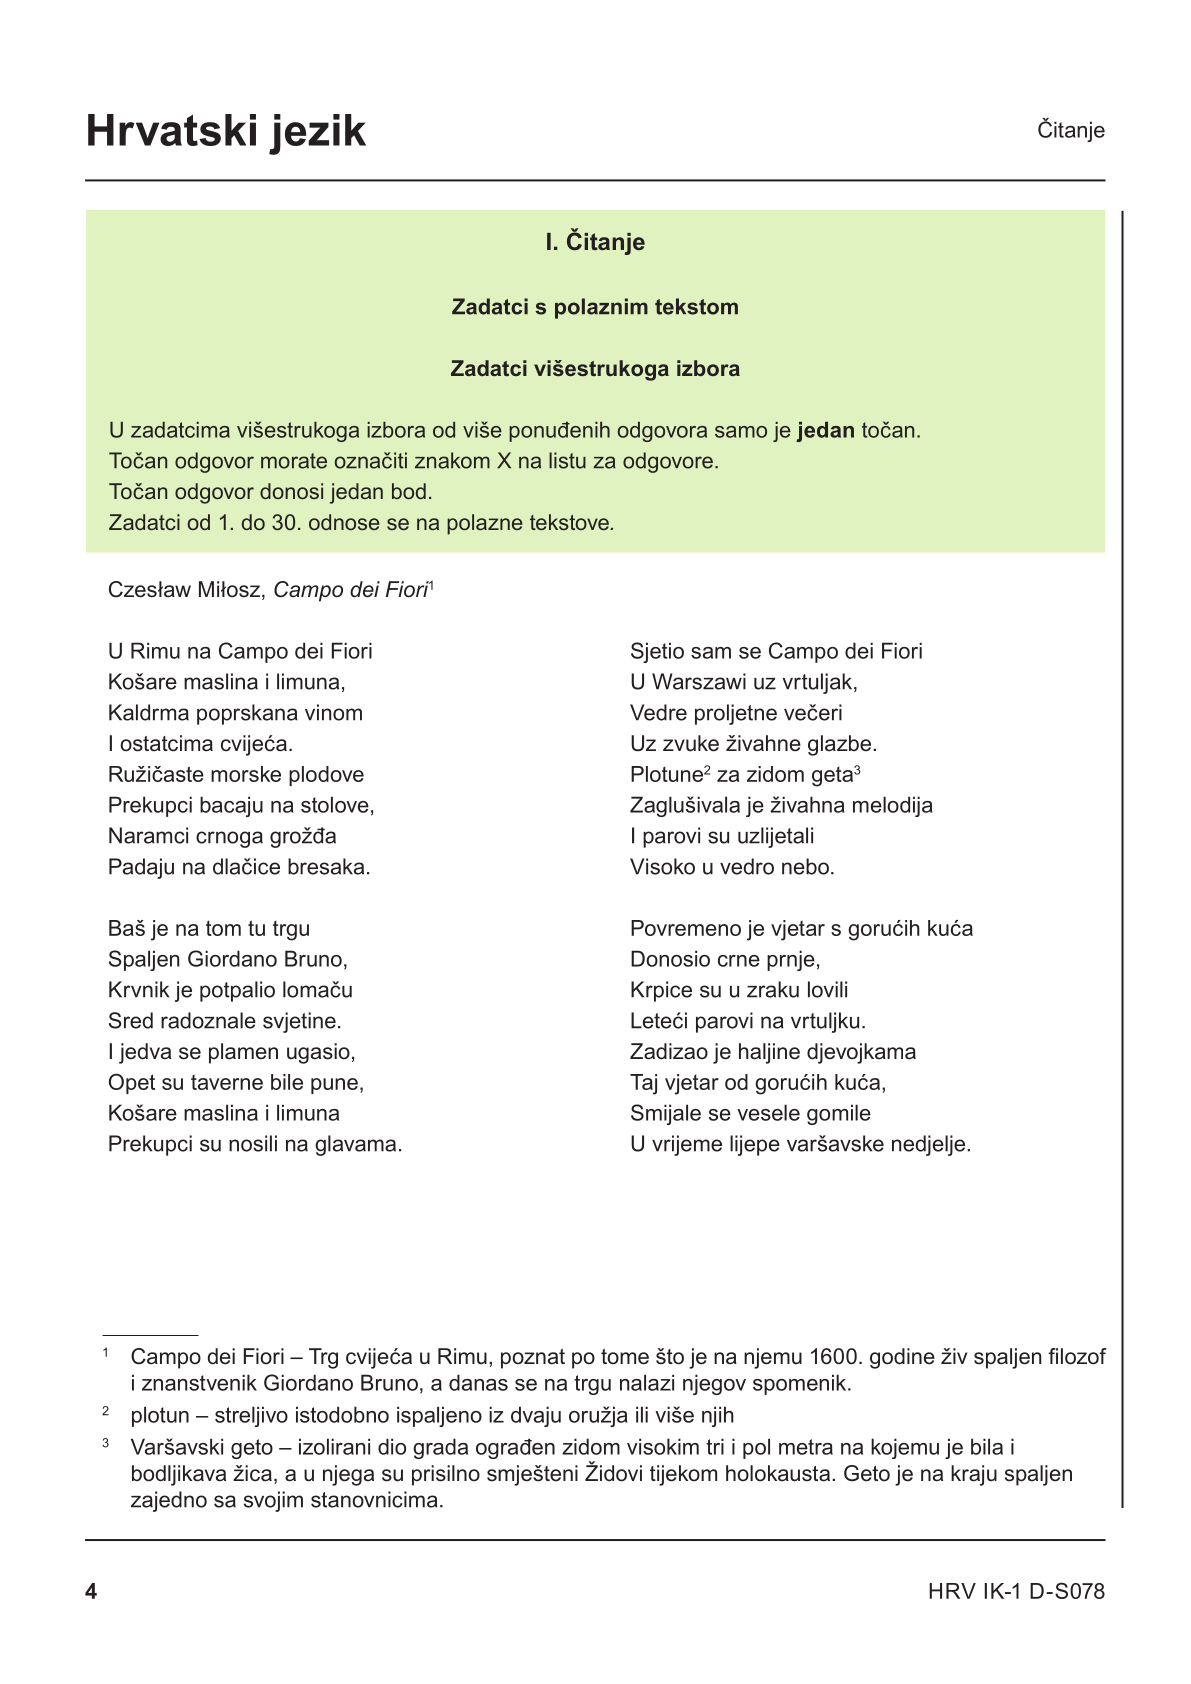 Hrvatski jezik
Čitanje
I. Čitanje
Zadatci s polaznim tekstom
Zadatci višestrukoga izbora
U zadatcima višestrukoga izbora od više ponuđenih odgovora samo je jedan točan.
Točan odgovor morate označiti znakom X na listu za odgovore.
Točan odgovor donosi jedan bod.
Zadatci od 1. do 30. odnose se na polazne tekstove.
Czesław Miłosz, Campo dei Fiori¹
U Rimu na Campo dei Fiori
Košare maslina i limuna,
Kaldrma poprskana vinom
I ostatcima cvijeća.
Ružičaste morske plodove
Prekupci bacaju na stolove,
Naramci crnoga grožđa
Padaju na dlačice bresaka.
Baš je na tom tu trgu
Spaljen Giordano Bruno,
Krvnik je potpalio lomaču
Sred radoznale svjetine.
I jedva se plamen ugasio,
Opet su taverne bile pune,
Košare maslina i limuna
Prekupci su nosili na glavama.
Sjetio sam se Campo dei Fiori
U Warszawi uz vrtuljak,
Vedre proljetne večeri
Uz zvuke živahne glazbe.
Plotune² za zidom geta³
Zaglušivala je živahna melodija
I parovi su uzlijetali
Visoko u vedro nebo.
Povremeno je vjetar s gorućih kuća
Donosio crne prnje,
Krpice su u zraku lovili
Leteći parovi na vrtuljku.
Zadizao je haljine djevojkama
Taj vjetar od gorućih kuća,
Smijale se vesele gomile
U vrijeme lijepe varšavske nedjelje.
¹ Campo dei Fiori – Trg cvijeća u Rimu, poznat po tome što je na njemu 1600. godine živ spaljen filozof
i znanstvenik Giordano Bruno, a danas se na trgu nalazi njegov spomenik.
² plotun – streljivo istodobno ispaljeno iz dvaju oružja ili više njih
³ Varšavski geto – izolirani dio grada ograđen zidom visokim tri i pol metra na kojemu je bila i
bodljikava žica, a u njega su prisilno smješteni Židovi tijekom holokausta. Geto je na kraju spaljen
zajedno sa svojim stanovnicima.
4
HRV IK-1 D-S078